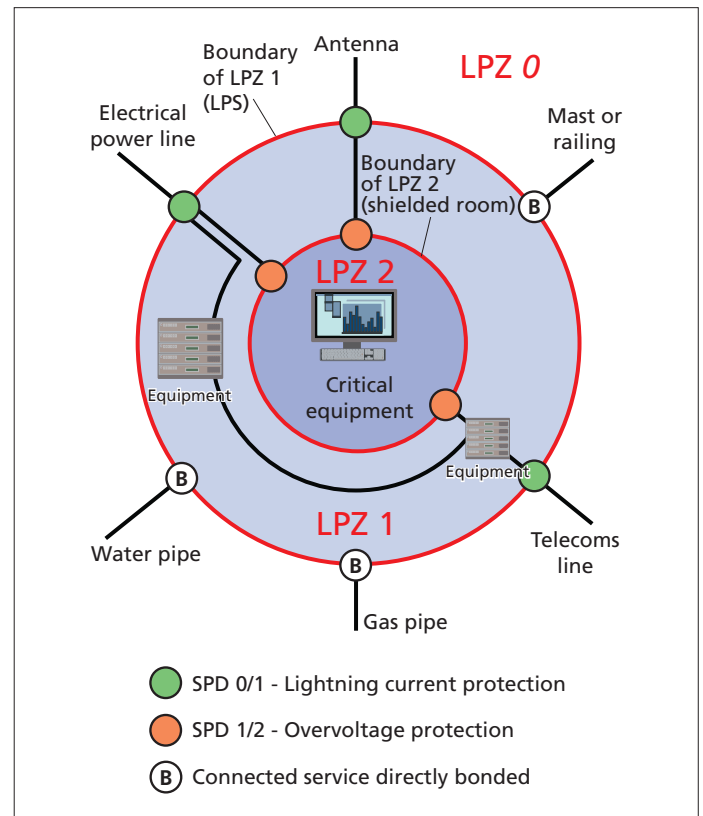 Antenna
LPZ 0
Boundary
of LPZ 1
(LPS)
Electrical
power line
Mast or
railing
Boundary
of LPZ 2
(shielded room)
B
LPZ 2
Critical
equipment
Equipment
Equipment
B
LPZ 1
Water pipe
B
Telecoms
line
Gas pipe
SPD 0/1 - Lightning current protection
SPD 1/2 - Overvoltage protection
B Connected service directly bonded